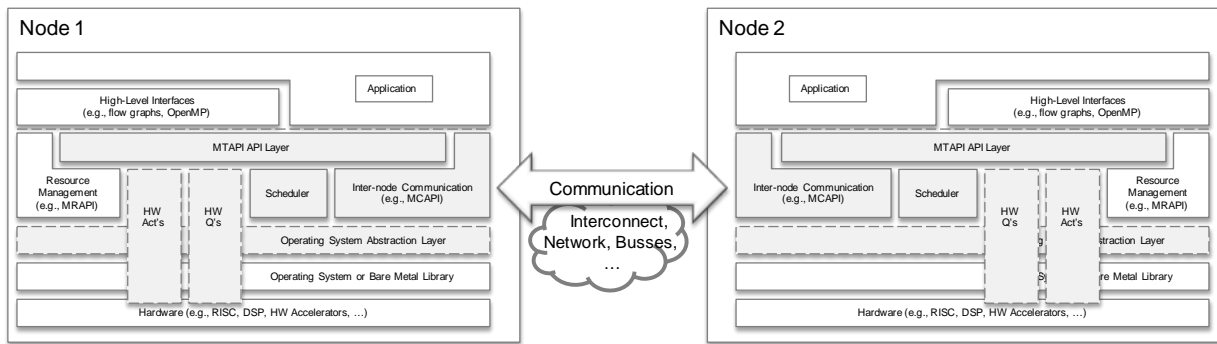 Node 1
Application
High-Level Interfaces
(e.g., flow graphs, OpenMP)
MTAPI API Layer
Resource
Management
(e.g., MRAPI)
HW
Act's
HW
Q's
Scheduler
Inter-node Communication
(e.g., MCAPI)
Operating System Abstraction Layer
Operating System or Bare Metal Library
Hardware (e.g., RISC, DSP, HW Accelerators, …)
Communication
Interconnect,
Network, Busses,
…
Node 2
Application
High-Level Interfaces
(e.g., flow graphs, OpenMP)
MTAPI API Layer
Inter-node Communication
(e.g., MCAPI)
Scheduler
HW
Q's
HW
Act's
Resource
Management
(e.g., MRAPI)
Layer
Metal Library
Hardware (e.g., RISC, DSP, HW Accelerators, …)